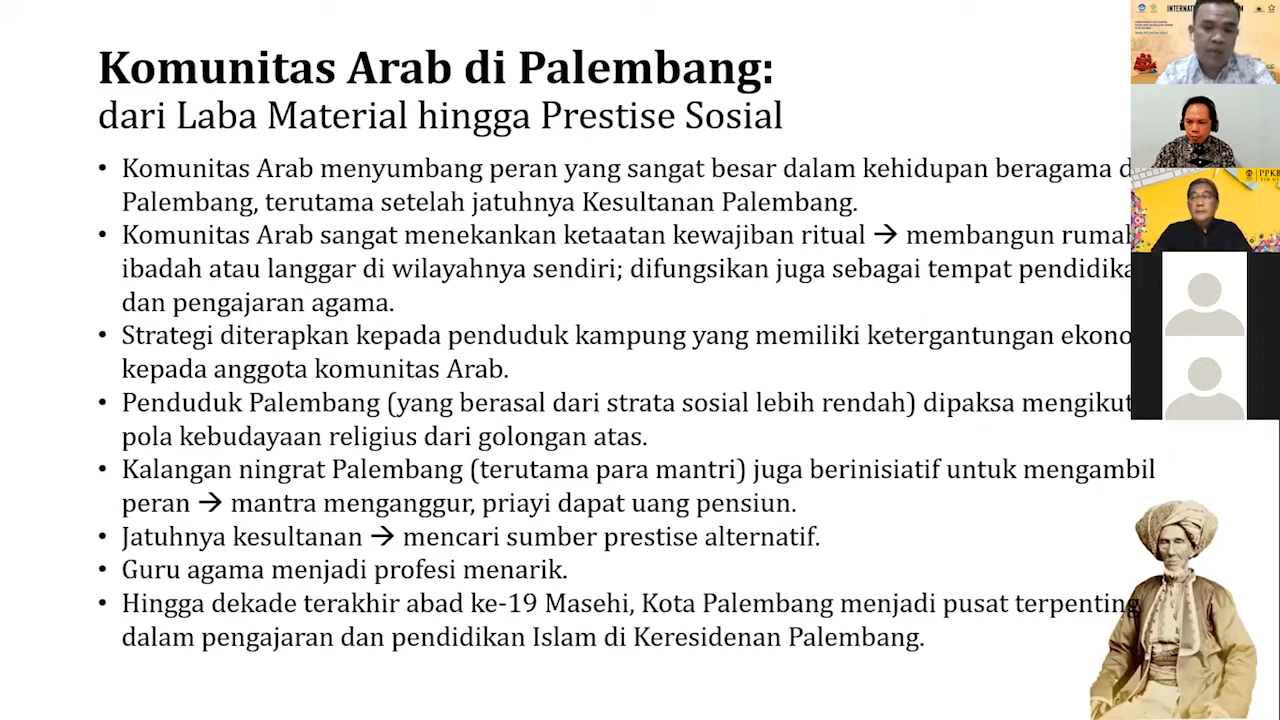 Komunitas Arab di Palembang:
dari Laba Material hingga Prestise Sosial
• Komunitas Arab menyumbang peran yang sangat besar dalam kehidupan beragama d
Palembang, terutama setelah jatuhnya Kesultanan Palembang.
• Komunitas Arab sangat menekankan ketaatan kewajiban ritual → membangun rumah
ibadah atau langgar di wilayahnya sendiri; difungsikan juga sebagai tempat pendidika
dan pengajaran agama.
• Strategi diterapkan kepada penduduk kampung yang memiliki ketergantungan ekono
kepada anggota komunitas Arab.
• Penduduk Palembang (yang berasal dari strata sosial lebih rendah) dipaksa mengikut
pola kebudayaan religius dari golongan atas.
• Kalangan ningrat Palembang (terutama para mantri) juga berinisiatif untuk mengambil
peran → mantra menganggur, priayi dapat uang pensiun.
• Jatuhnya kesultanan → mencari sumber prestise alternatif.
• Guru agama menjadi profesi menarik.
• Hingga dekade terakhir abad ke-19 Masehi, Kota Palembang menjadi pusat terpenting
dalam pengajaran dan pendidikan Islam di Keresidenan Palembang.
PPKB